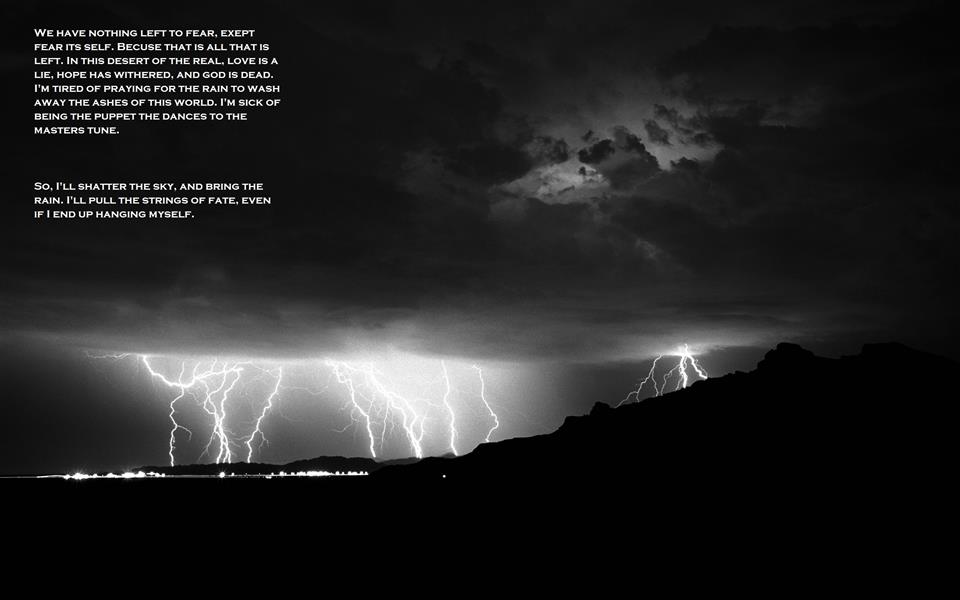 We have nothing left to fear, exept
fear its self. Becuse that is all that is
left. In this desert of the real, love is a
lie, hope has withered, and god is dead.
I'm tired of praying for the rain to wash
away the ashes of this world. I'm sick of
being the puppet the dances to the
masters tune.
So, I'll shatter the sky, and bring the
rain. I'll pull the strings of fate, even
if I end up hanging myself.